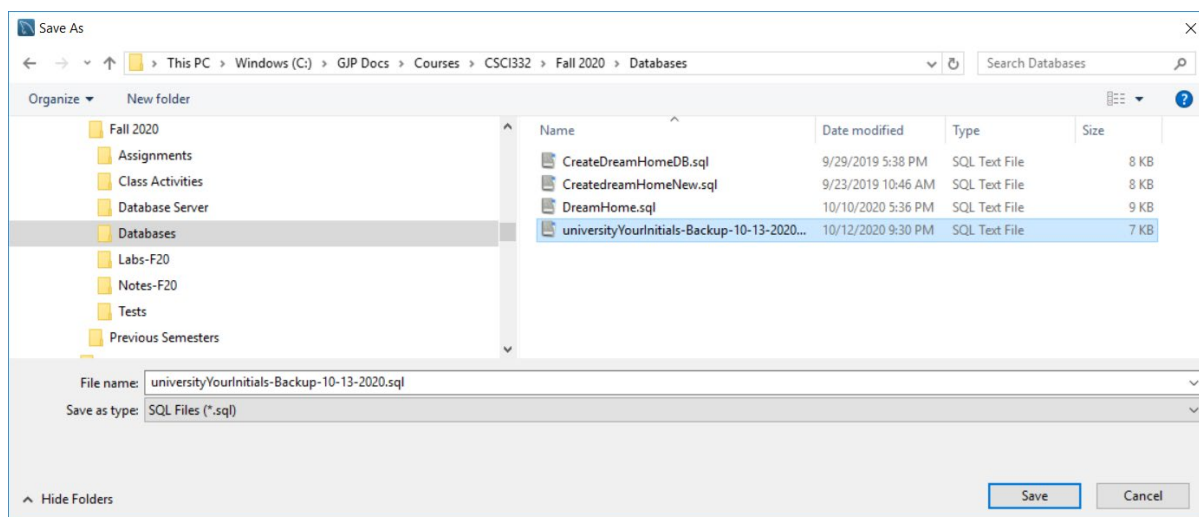 Save As
This PC > Windows (C:) > GJP Docs > Courses > CSCI332 > Fall 2020 > Databases
Search Databases
Organize
New folder
Fall 2020
Assignments
Class Activities
Database Server
Databases
Labs-F20
Notes-F20
Tests
Previous Semesters
Name Date modified Type Size
CreateDreamHomeDB.sql 9/29/2019 5:38 PM SQL Text File 8 KB
CreatedreamHomeNew.sql 9/23/2019 10:46 AM SQL Text File 8 KB
DreamHome.sql 10/10/2020 5:36 PM SQL Text File 9 KB
universityYourInitials-Backup-10-13-2020... 10/12/2020 9:30 PM SQL Text File 7 KB
File name: universityYourInitials-Backup-10-13-2020.sql
Save as type: SQL Files (*.sql)
Hide Folders
Save
Cancel